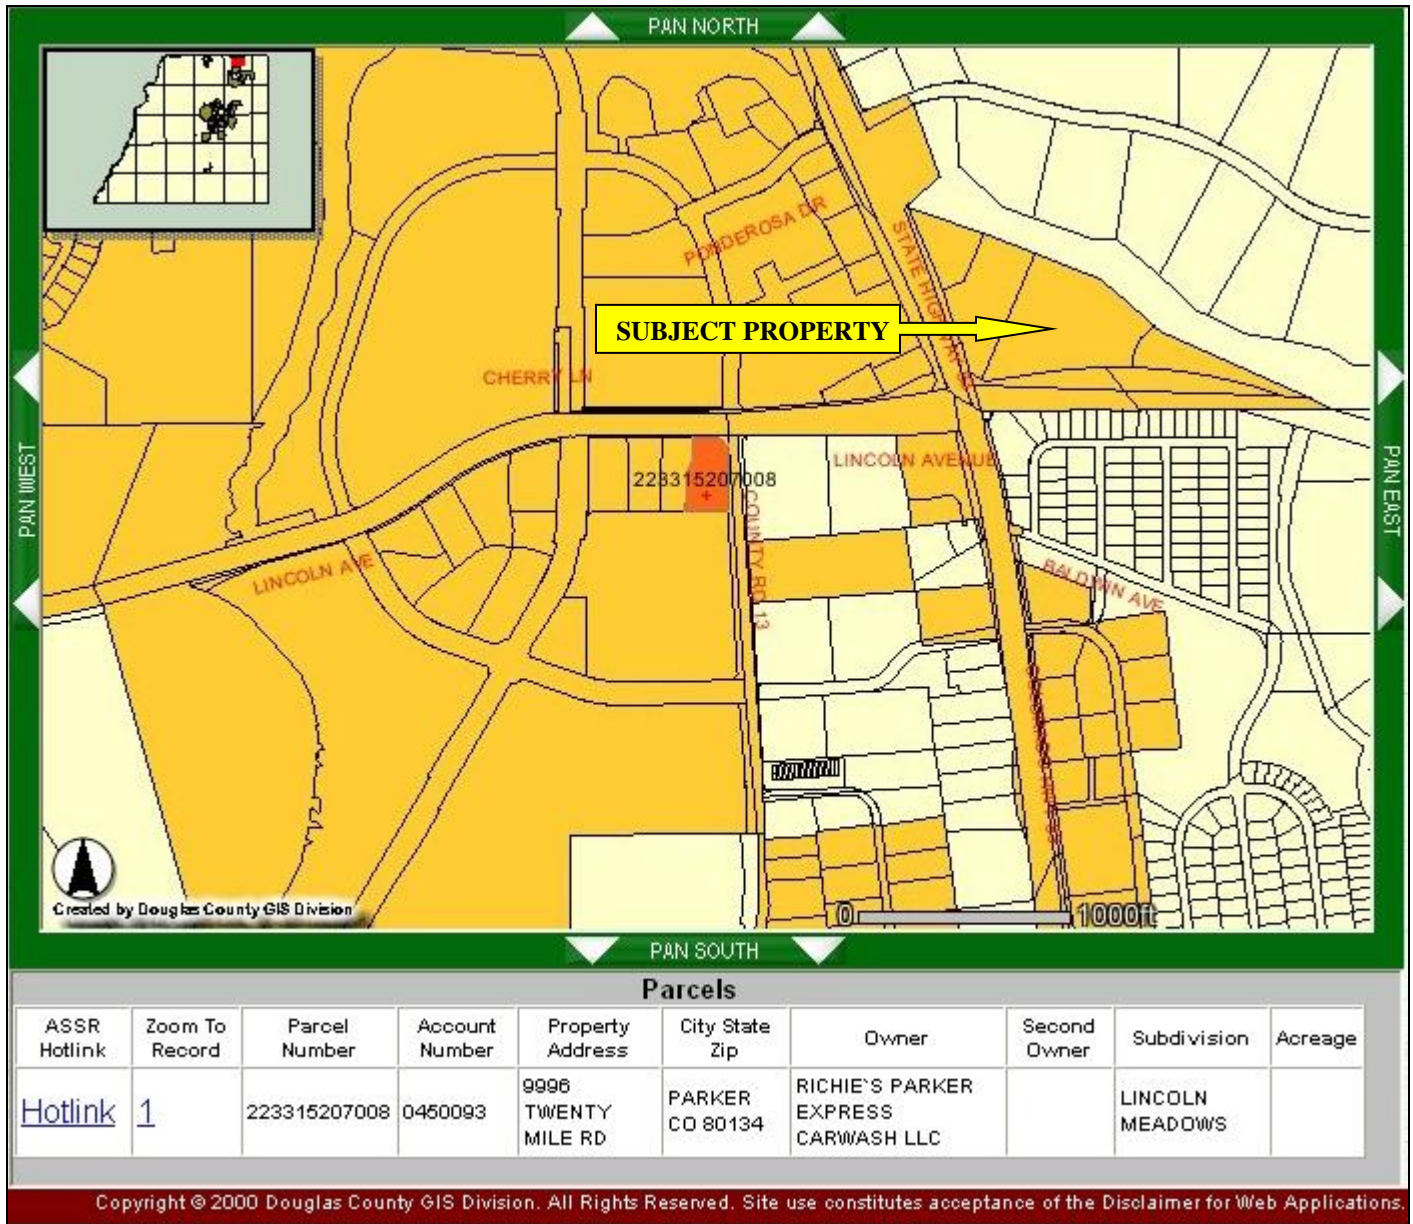 PAN NORTH
PONDEROSA DR
SUBJECT PROPERTY
CHERRY LN
PAN WEST
PAN EAST
LINCOLN AVENUE
223315207008
COUNTY RD 13
LINCOLN AVE
BALDWIN AVE
Created by Douglas County GIS Division
0 1000ft
PAN SOUTH
Parcels
ASSR Hotlink Zoom To Record Parcel Number Account Number Property Address City State Zip Owner Second Owner Subdivision Acreage
Hotlink 1 223315207008 0450093 9996 TWENTY MILE RD PARKER CO 80134 RICHIE`S PARKER EXPRESS CARWASH LLC LINCOLN MEADOWS
Copyright © 2000 Douglas County GIS Division. All Rights Reserved. Site use constitutes acceptance of the Disclaimer for Web Applications.